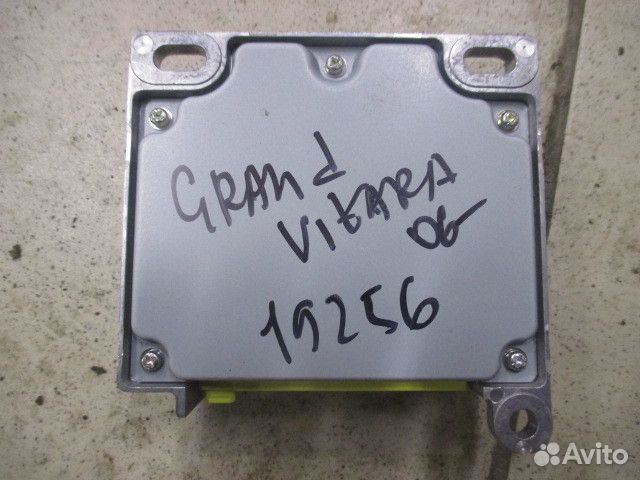 GRANd
VItARA
06-
19256
Avito